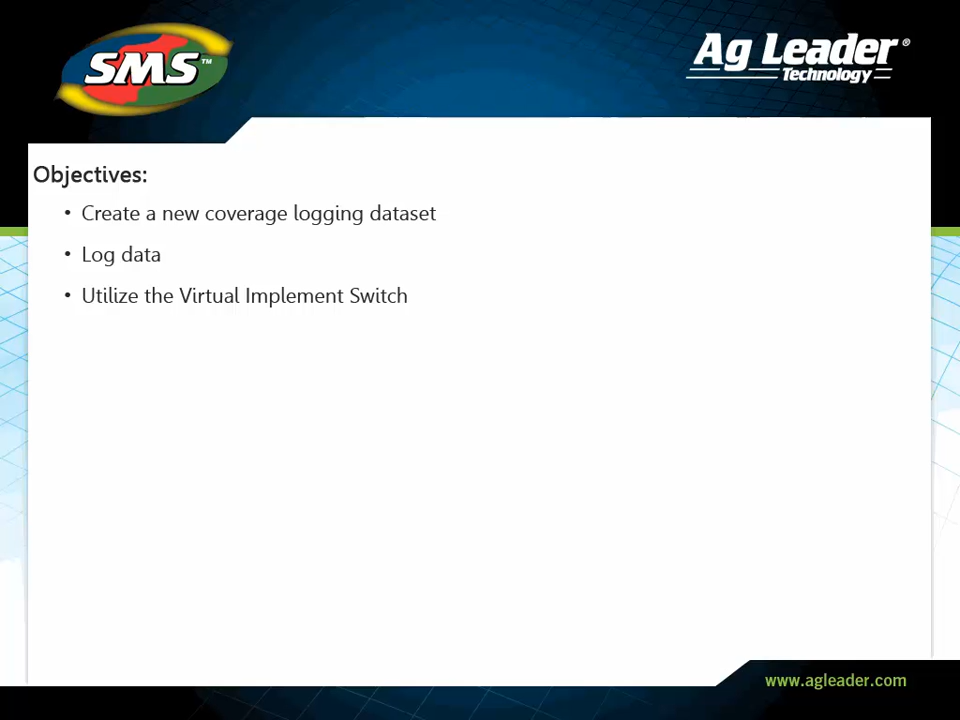 SMS™
Ag Leader®
Technology
Objectives:
• Create a new coverage logging dataset
• Log data
• Utilize the Virtual Implement Switch
www.agleader.com